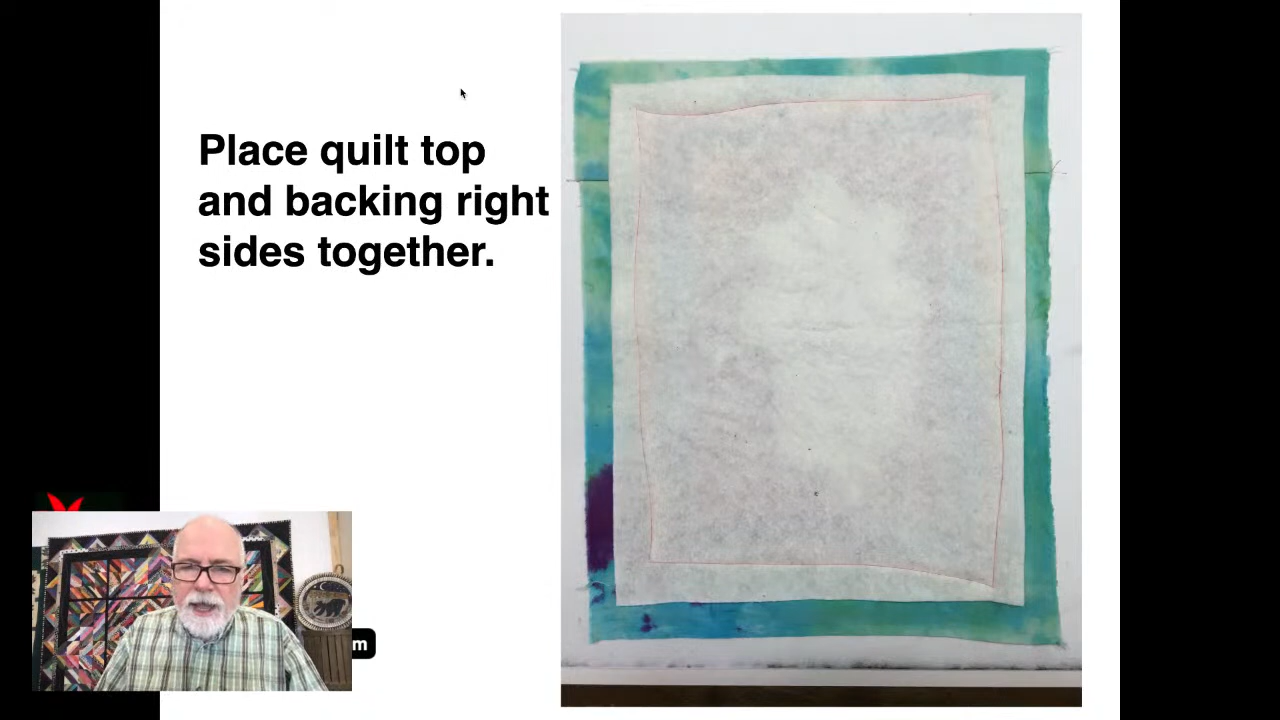 Place quilt top
and backing right
sides together.
m